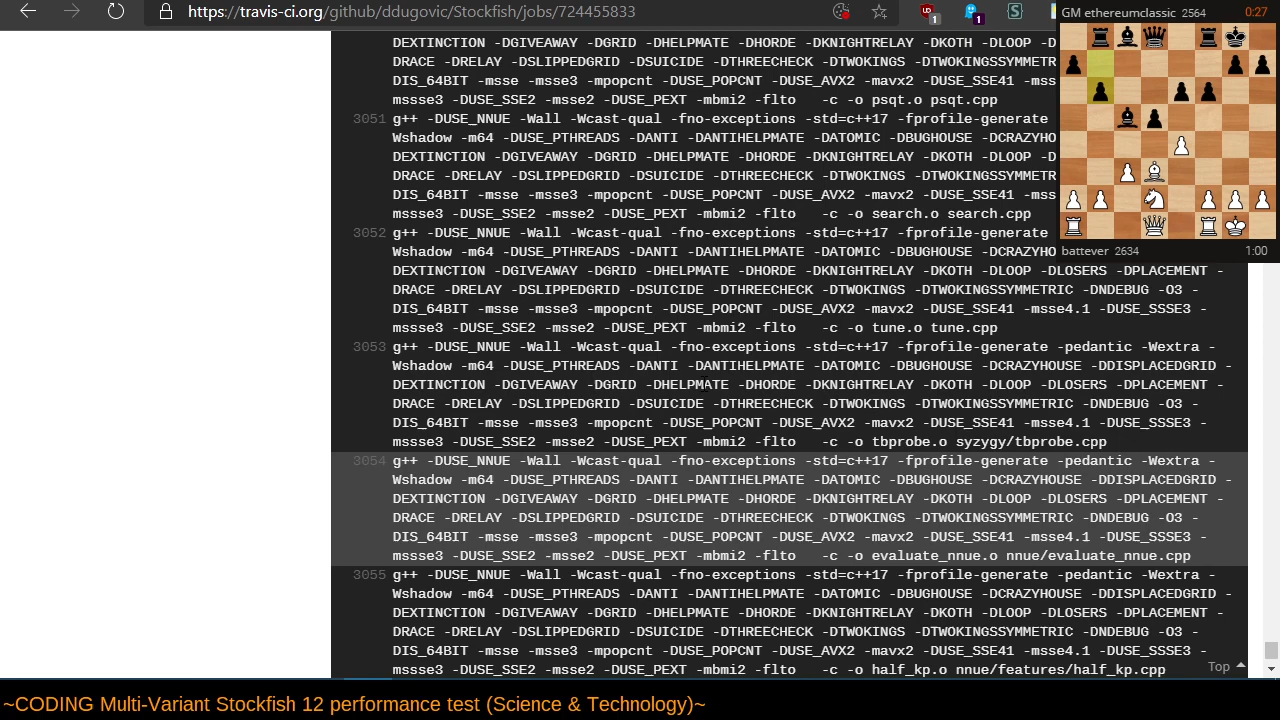 https://travis-ci.org/github/ddugovic/Stockfish/jobs/724455833
1
1
GM ethereumclassic 2564 0:27
DEXTINCTION -DGIVEAWAY -DGRID -DHELPMATE -DHORDE -DKNIGHTRELAY -DKOTH -DLOOP -D
DRACE -DRELAY -DSLIPPEDGRID -DSUICIDE -DTHREECHECK -DTWOKINGS -DTWOKINGSSYMMETR
DIS_64BIT -msse -msse3 -mpopcnt -DUSE_POPCNT -DUSE_AVX2 -mavx2 -DUSE_SSE41 -mss
mssse3 -DUSE_SSE2 -msse2 -DUSE_PEXT -mbmi2 -flto -c -o psqt.o psqt.cpp
3051 g++ -DUSE_NNUE -Wall -Wcast-qual -fno-exceptions -std=c++17 -fprofile-generate
Wshadow -m64 -DUSE_PTHREADS -DANTI -DANTIHELPMATE -DATOMIC -DBUGHOUSE -DCRAZYHO
DEXTINCTION -DGIVEAWAY -DGRID -DHELPMATE -DHORDE -DKNIGHTRELAY -DKOTH -DLOOP -D
DRACE -DRELAY -DSLIPPEDGRID -DSUICIDE -DTHREECHECK -DTWOKINGS -DTWOKINGSSYMMETR
DIS_64BIT -msse -msse3 -mpopcnt -DUSE_POPCNT -DUSE_AVX2 -mavx2 -DUSE_SSE41 -mss
mssse3 -DUSE_SSE2 -msse2 -DUSE_PEXT -mbmi2 -flto -c -o search.o search.cpp
3052 g++ -DUSE_NNUE -Wall -Wcast-qual -fno-exceptions -std=c++17 -fprofile-generate
Wshadow -m64 -DUSE_PTHREADS -DANTI -DANTIHELPMATE -DATOMIC -DBUGHOUSE -DCRAZYHO
battever 2634 1:00
DEXTINCTION -DGIVEAWAY -DGRID -DHELPMATE -DHORDE -DKNIGHTRELAY -DKOTH -DLOOP -DLOSERS -DPLACEMENT -
DRACE -DRELAY -DSLIPPEDGRID -DSUICIDE -DTHREECHECK -DTWOKINGS -DTWOKINGSSYMMETRIC -DNDEBUG -O3 -
DIS_64BIT -msse -msse3 -mpopcnt -DUSE_POPCNT -DUSE_AVX2 -mavx2 -DUSE_SSE41 -msse4.1 -DUSE_SSSE3 -
mssse3 -DUSE_SSE2 -msse2 -DUSE_PEXT -mbmi2 -flto -c -o tune.o tune.cpp
3053 g++ -DUSE_NNUE -Wall -Wcast-qual -fno-exceptions -std=c++17 -fprofile-generate -pedantic -Wextra -
Wshadow -m64 -DUSE_PTHREADS -DANTI -DANTIHELPMATE -DATOMIC -DBUGHOUSE -DCRAZYHOUSE -DDISPLACEDGRID -
DEXTINCTION -DGIVEAWAY -DGRID -DHELPMATE -DHORDE -DKNIGHTRELAY -DKOTH -DLOOP -DLOSERS -DPLACEMENT -
DRACE -DRELAY -DSLIPPEDGRID -DSUICIDE -DTHREECHECK -DTWOKINGS -DTWOKINGSSYMMETRIC -DNDEBUG -O3 -
DIS_64BIT -msse -msse3 -mpopcnt -DUSE_POPCNT -DUSE_AVX2 -mavx2 -DUSE_SSE41 -msse4.1 -DUSE_SSSE3 -
mssse3 -DUSE_SSE2 -msse2 -DUSE_PEXT -mbmi2 -flto -c -o tbprobe.o syzygy/tbprobe.cpp
3054 g++ -DUSE_NNUE -Wall -Wcast-qual -fno-exceptions -std=c++17 -fprofile-generate -pedantic -Wextra -
Wshadow -m64 -DUSE_PTHREADS -DANTI -DANTIHELPMATE -DATOMIC -DBUGHOUSE -DCRAZYHOUSE -DDISPLACEDGRID -
DEXTINCTION -DGIVEAWAY -DGRID -DHELPMATE -DHORDE -DKNIGHTRELAY -DKOTH -DLOOP -DLOSERS -DPLACEMENT -
DRACE -DRELAY -DSLIPPEDGRID -DSUICIDE -DTHREECHECK -DTWOKINGS -DTWOKINGSSYMMETRIC -DNDEBUG -O3 -
DIS_64BIT -msse -msse3 -mpopcnt -DUSE_POPCNT -DUSE_AVX2 -mavx2 -DUSE_SSE41 -msse4.1 -DUSE_SSSE3 -
mssse3 -DUSE_SSE2 -msse2 -DUSE_PEXT -mbmi2 -flto -c -o evaluate_nnue.o nnue/evaluate_nnue.cpp
3055 g++ -DUSE_NNUE -Wall -Wcast-qual -fno-exceptions -std=c++17 -fprofile-generate -pedantic -Wextra -
Wshadow -m64 -DUSE_PTHREADS -DANTI -DANTIHELPMATE -DATOMIC -DBUGHOUSE -DCRAZYHOUSE -DDISPLACEDGRID -
DEXTINCTION -DGIVEAWAY -DGRID -DHELPMATE -DHORDE -DKNIGHTRELAY -DKOTH -DLOOP -DLOSERS -DPLACEMENT -
DRACE -DRELAY -DSLIPPEDGRID -DSUICIDE -DTHREECHECK -DTWOKINGS -DTWOKINGSSYMMETRIC -DNDEBUG -O3 -
DIS_64BIT -msse -msse3 -mpopcnt -DUSE_POPCNT -DUSE_AVX2 -mavx2 -DUSE_SSE41 -msse4.1 -DUSE_SSSE3 -
mssse3 -DUSE_SSE2 -msse2 -DUSE_PEXT -mbmi2 -flto -c -o half_kp.o nnue/features/half_kp.cpp
Top
~CODING Multi-Variant Stockfish 12 performance test (Science & Technology)~